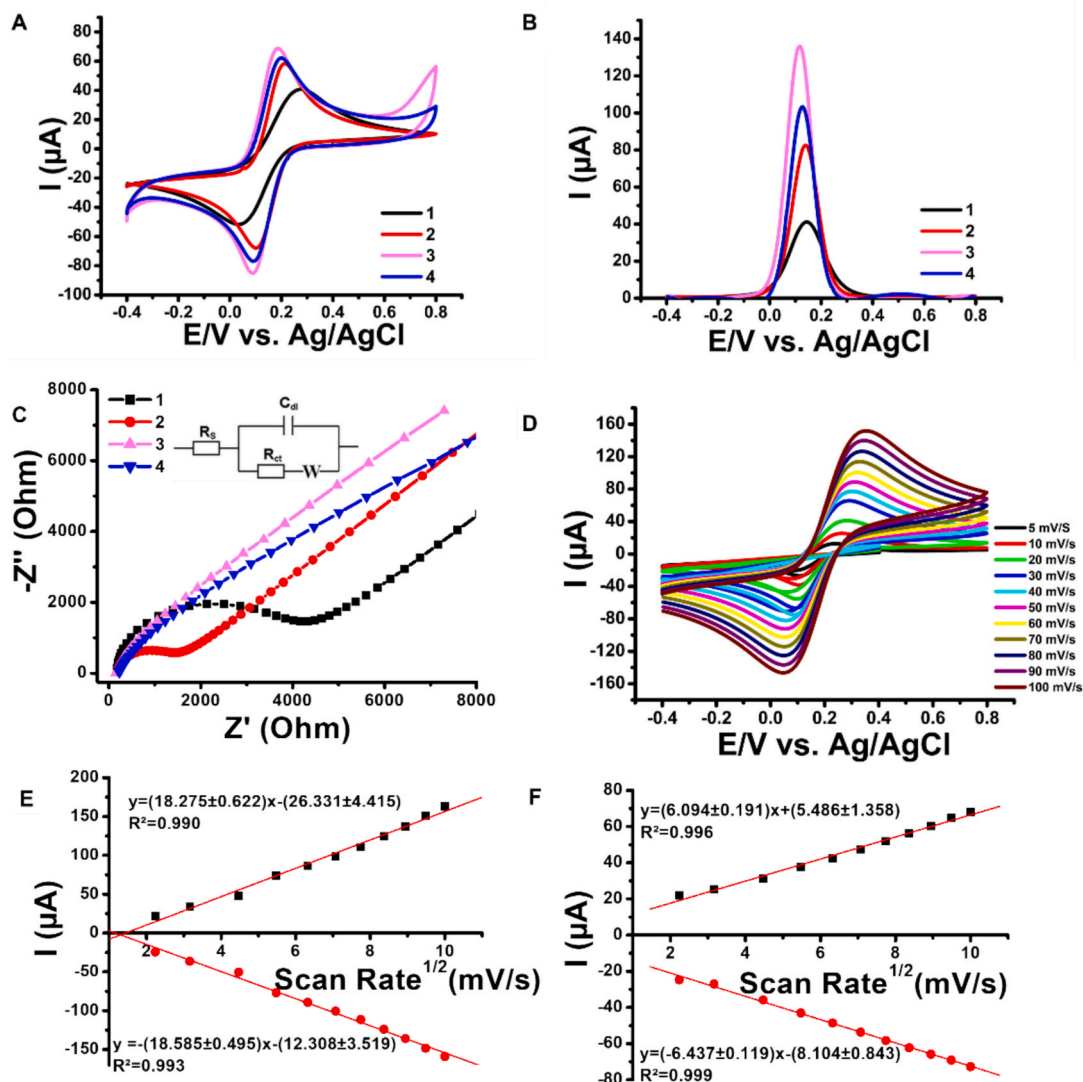 A
I (µA)
80
60
40
20
0
-20
-40
-60
-80
-100
-0.4 -0.2 0.0 0.2 0.4 0.6 0.8
E/V vs. Ag/AgCl
1
2
3
4
B
I (µA)
140
120
100
80
60
40
20
0
-0.4 -0.2 0.0 0.2 0.4 0.6 0.8
E/V vs. Ag/AgCl
1
2
3
4
C
-Z'' (Ohm)
8000
6000
4000
2000
0
0 1000 2000 3000 4000 5000 6000 7000 8000
Z' (Ohm)
1
2
3
4
Rs
Cdl
Rct
W
D
I (µA)
160
120
80
40
0
-40
-80
-120
-160
-0.4 -0.2 0.0 0.2 0.4 0.6 0.8
E/V vs. Ag/AgCl
5 mV/S
10 mV/s
20 mV/s
30 mV/s
40 mV/s
50 mV/s
60 mV/s
70 mV/s
80 mV/s
90 mV/s
100 mV/s
E
I (µA)
200
150
100
50
0
-50
-100
-150
y=(18.275±0.622)x-(26.331±4.415)
R²=0.990
2 4 6 8 10
Scan Rate^1/2 (mV/s)
y =-(18.585±0.495)x-(12.308±3.519)
R²=0.993
F
I (µA)
80
60
40
20
0
-20
-40
-60
-80
y=(6.094±0.191)x+(5.486±1.358)
R²=0.996
2 4 6 8 10
Scan Rate^1/2 (mV/s)
y=(-6.437±0.119)x-(8.104±0.843)
R²=0.999